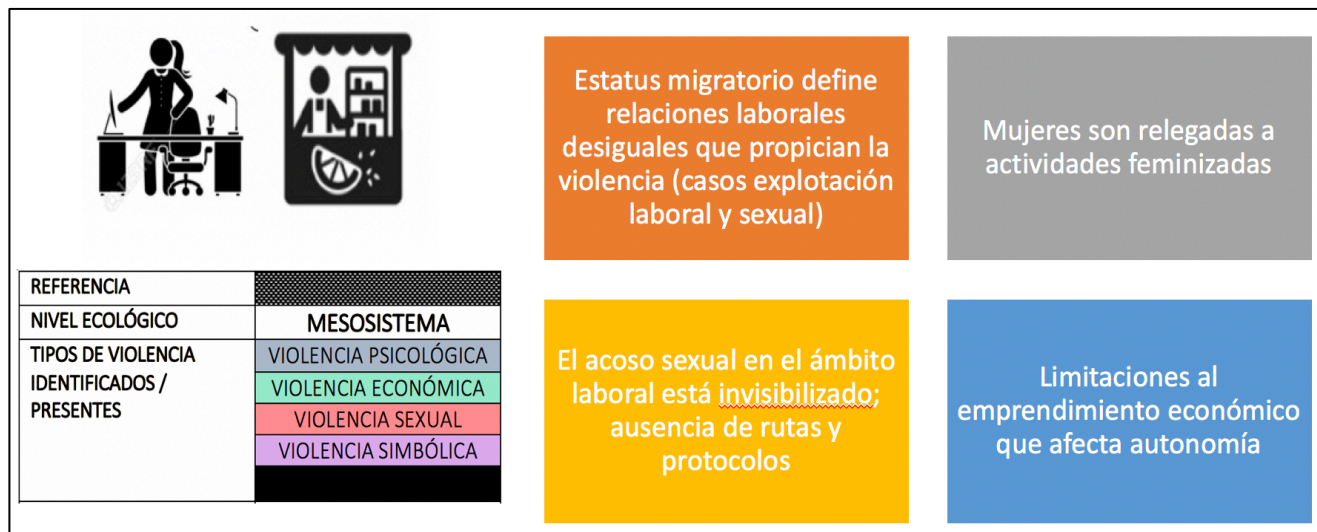 REFERENCIA
NIVEL ECOLÓGICO
MESOSISTEMA
TIPOS DE VIOLENCIA
IDENTIFICADOS /
PRESENTES
VIOLENCIA PSICOLÓGICA
VIOLENCIA ECONÓMICA
VIOLENCIA SEXUAL
VIOLENCIA SIMBÓLICA
Estatus migratorio define
relaciones laborales
desiguales que propician la
violencia (casos explotación
laboral y sexual)
Mujeres son relegadas a
actividades feminizadas
El acoso sexual en el ámbito
laboral está invisibilizado;
ausencia de rutas y
protocolos
Limitaciones al
emprendimiento económico
que afecta autonomía